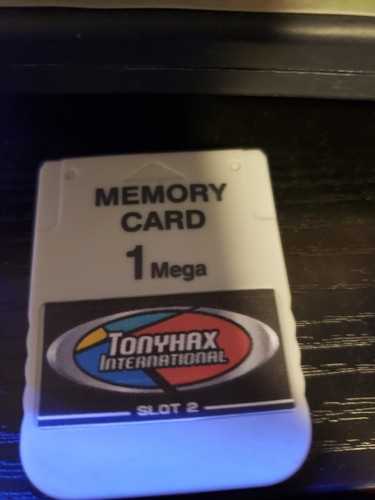 MEMORY
CARD
1 Mega
TONYHAX
INTERNATIONAL
SLOT 2